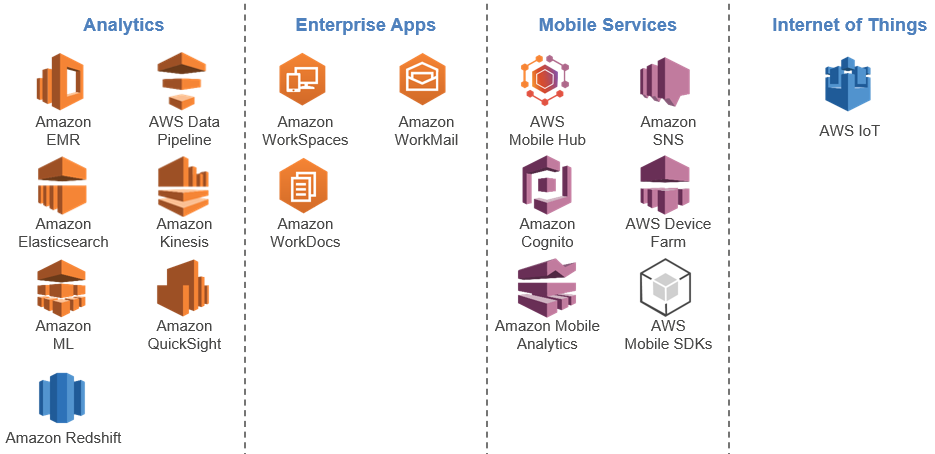 Analytics
Amazon
EMR
AWS Data
Pipeline
Amazon
Elasticsearch
Amazon
Kinesis
Amazon
ML
Amazon
QuickSight
Amazon Redshift
Enterprise Apps
Amazon
WorkSpaces
Amazon
WorkMail
Amazon
WorkDocs
Mobile Services
AWS
Mobile Hub
Amazon
SNS
Amazon
Cognito
AWS Device
Farm
Amazon Mobile
Analytics
AWS
Mobile SDKs
Internet of Things
AWS IoT